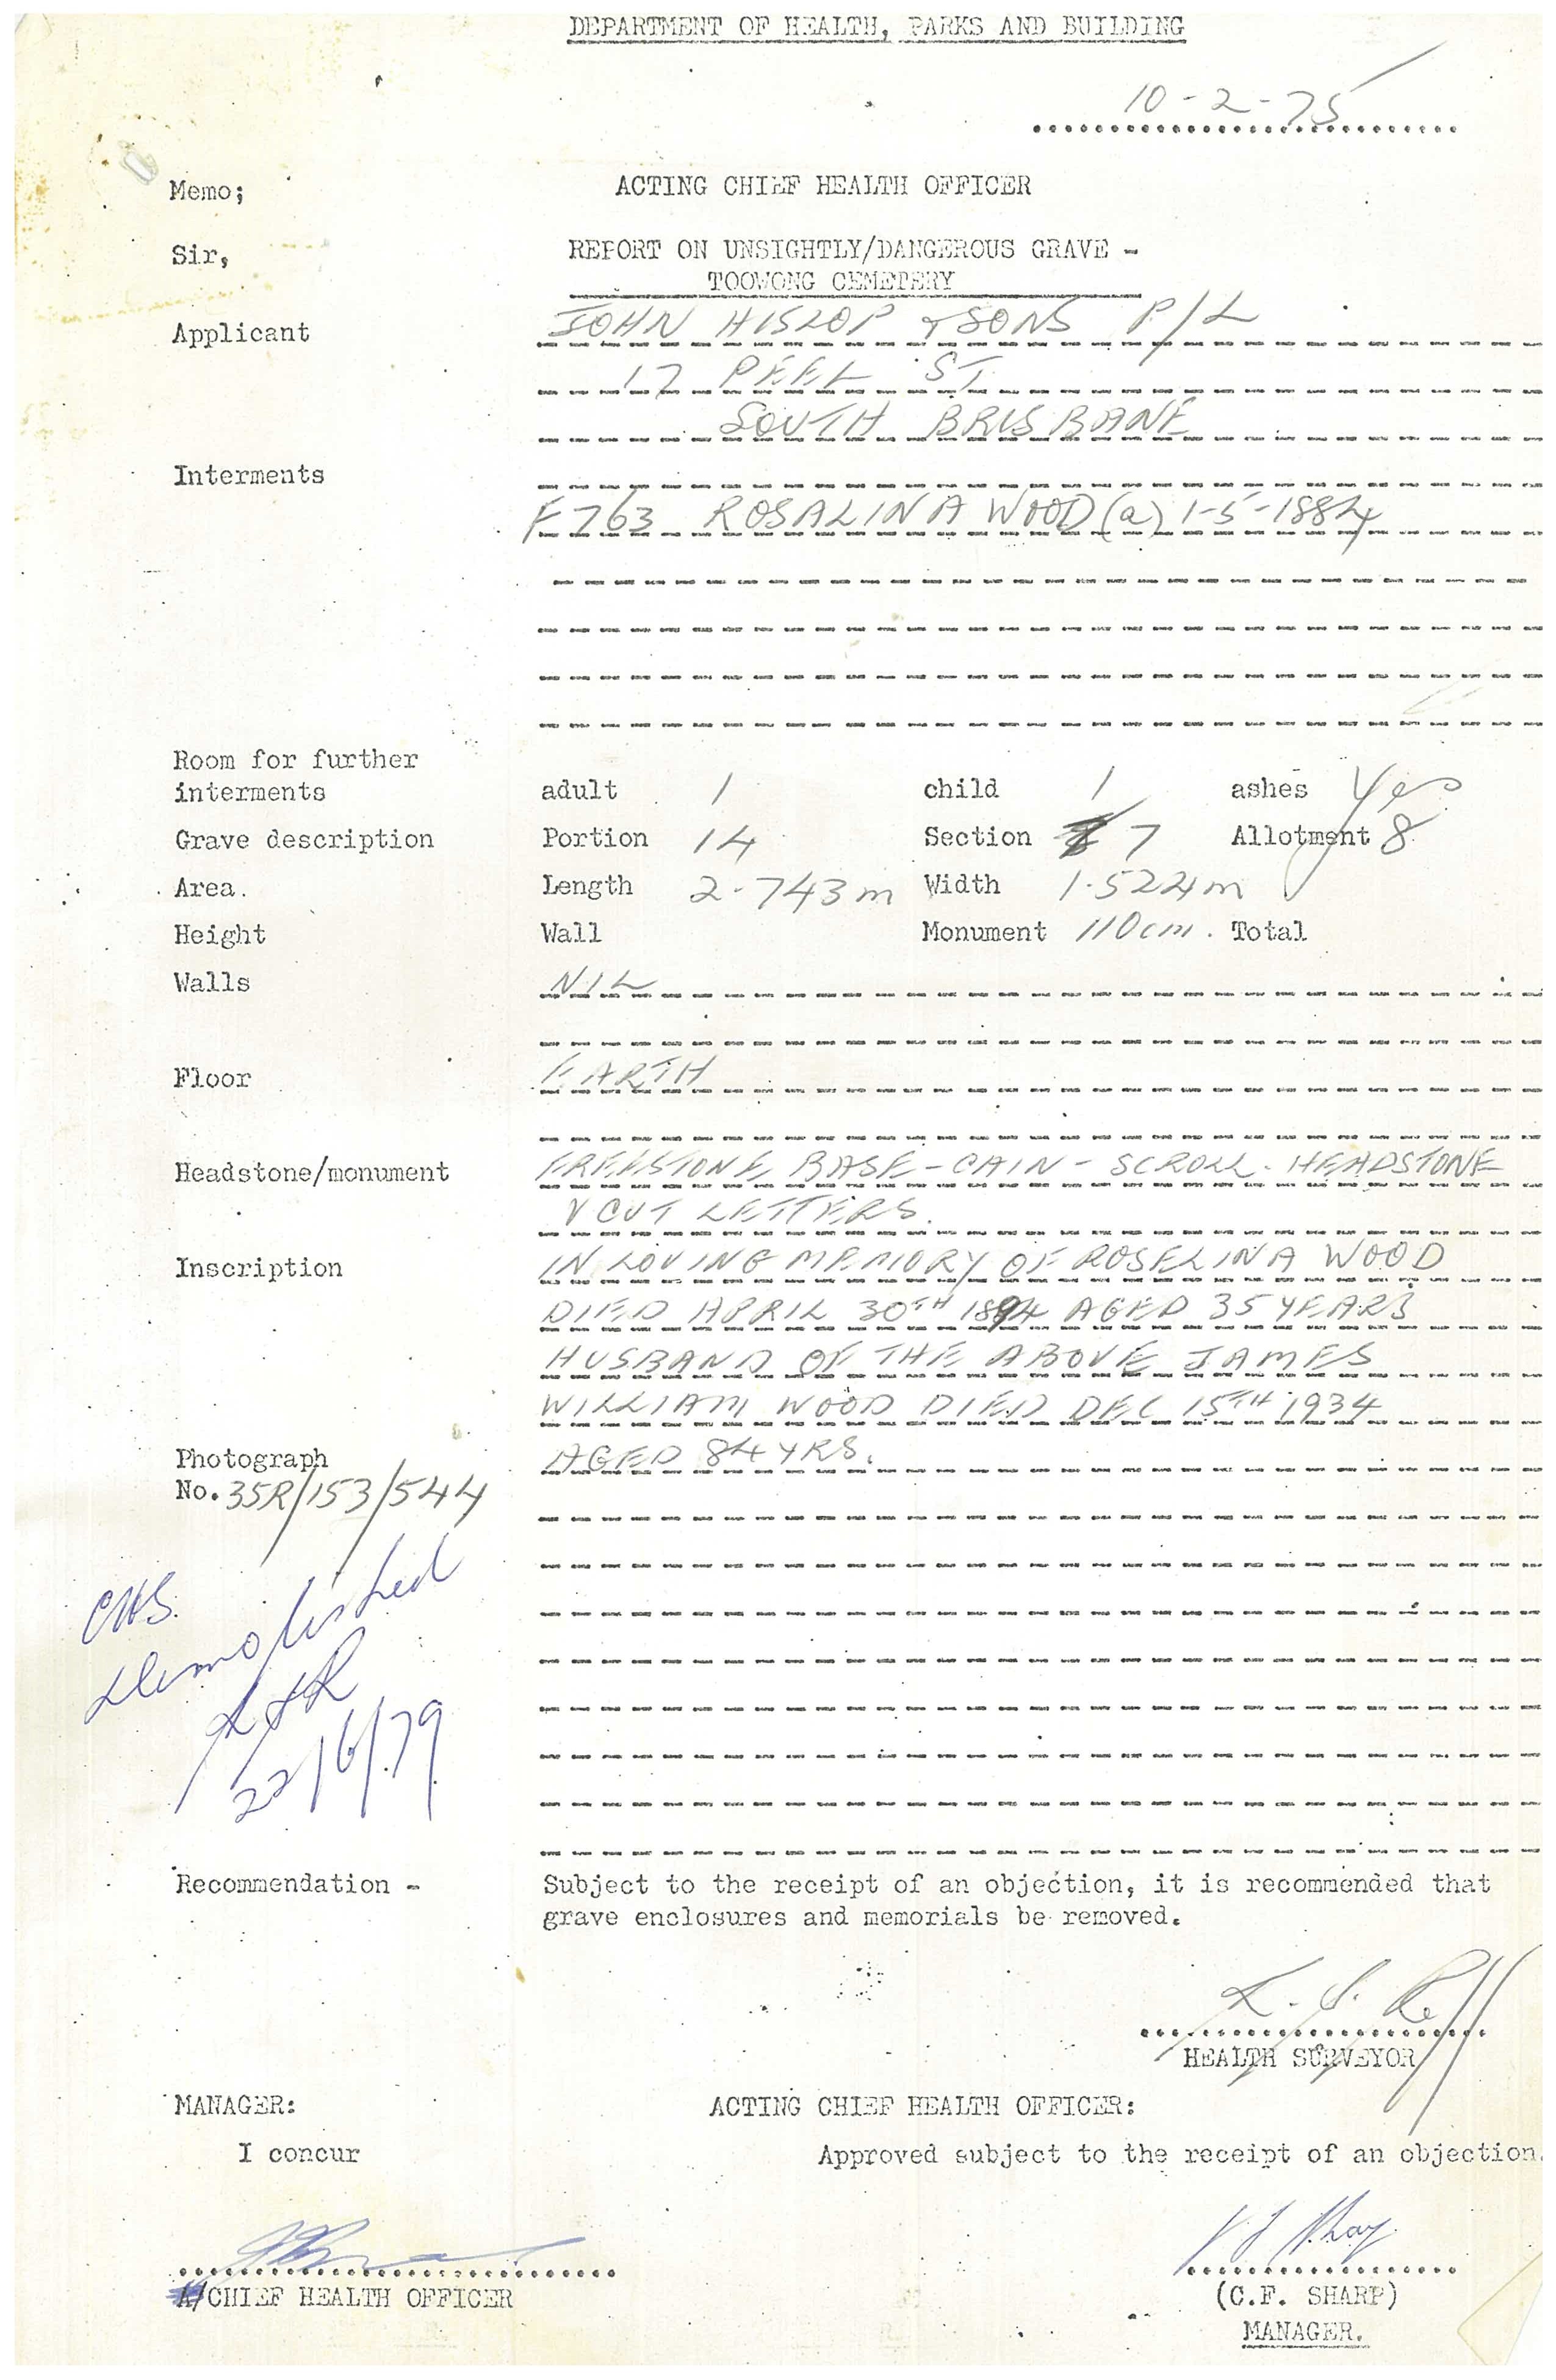 DEPARTMENT OF HEALTH, PARKS AND BUILDING
10-2-75
Memo; ACTING CHIEF HEALTH OFFICER
Sir, REPORT ON UNSIGHTLY/DANGEROUS GRAVE -
TOOWONG CEMETERY
Applicant JOHN HISLOP & SONS P/L
17 PEEL ST.
SOUTH BRISBANE
Interments
F763 ROSALINA WOOD (a) 1-5-1884
Room for further
interments adult 1 child 1 ashes Yes
Grave description Portion 14 Section 7 Allotment 8
Area. Length 2.743m Width 1.524m
Height Wall Monument 110cm. Total
Walls NIL
Floor EARTH
Headstone/monument FREESTONE BASE - CAIN - SCROLL - HEADSTONE
V CUT LETTERS.
Inscription IN LOVING MEMORY OF ROSELINA WOOD
DIED APRIL 30TH 1894 AGED 35 YEARS
HUSBAND OF THE ABOVE JAMES
WILLIAM WOOD DIED DEC 15TH 1934
Photograph AGED 84 YRS.
No. 35R/153/544
CHS.
Demolished
22/6/79
Recommendation - Subject to the receipt of an objection, it is recommended that
grave enclosures and memorials be removed.
HEALTH SURVEYOR
MANAGER: ACTING CHIEF HEALTH OFFICER:
I concur Approved subject to the receipt of an objection.
A/CHIEF HEALTH OFFICER (C.F. SHARP)
MANAGER.